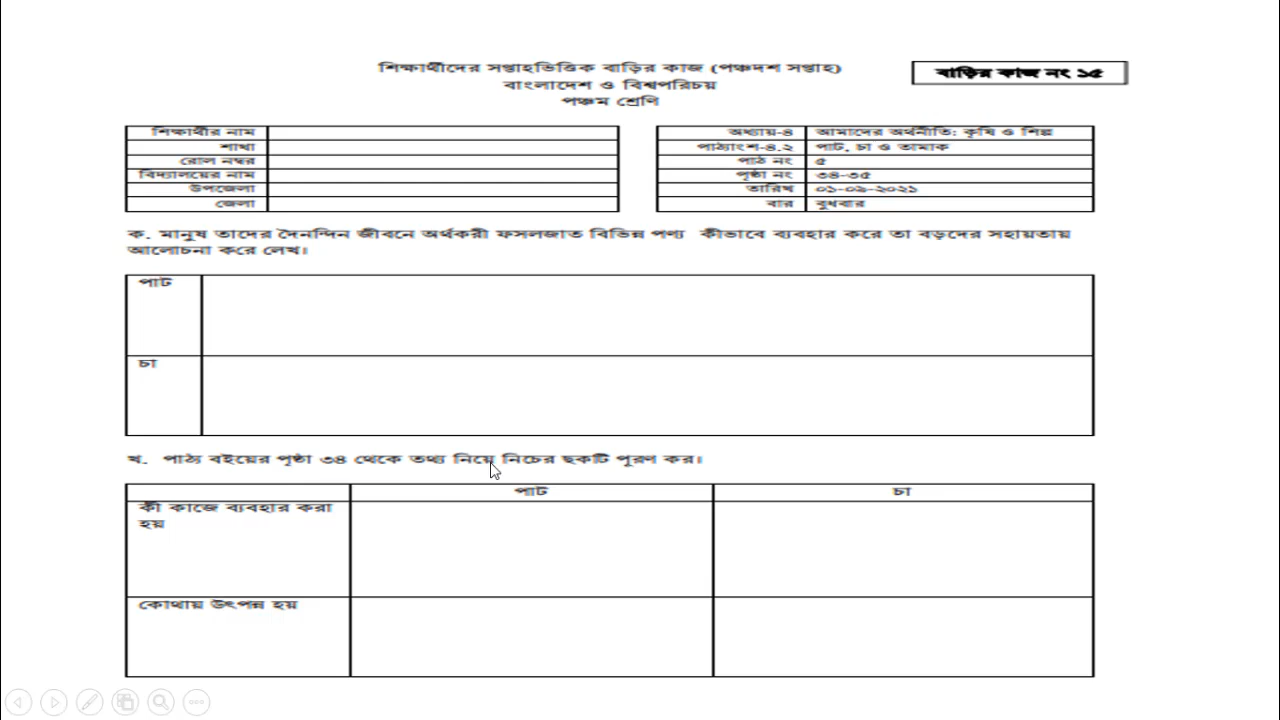 শিক্ষার্থীদের সপ্তাহভিত্তিক বাড়ির কাজ (পঞ্চদশ সপ্তাহ)
বাড়ির কাজ নং ১৫
বাংলাদেশ ও বিশ্বপরিচয়
পঞ্চম শ্রেণি
শিক্ষার্থীর নাম
শাখা
রোল নম্বর
বিদ্যালয়ের নাম
উপজেলা
জেলা
অধ্যায়-৪ আমাদের অর্থনীতি: কৃষি ও শিল্প
পাঠ্যাংশ-৪.২ পাট, চা ও তামাক
পাঠ নং ৫
পৃষ্ঠা নং ৩৪-৩৫
তারিখ ০১-০৯-২০২১
বার বুধবার
ক. মানুষ তাদের দৈনন্দিন জীবনে অর্থকরী ফসলজাত বিভিন্ন পণ্য কীভাবে ব্যবহার করে তা বড়দের সহায়তায়
আলোচনা করে লেখ।
পাট
চা
খ. পাঠ্য বইয়ের পৃষ্ঠা ৩৪ থেকে তথ্য নিয়ে নিচের ছকটি পূরণ কর।
পাট চা
কী কাজে ব্যবহার করা
হয়
কোথায় উৎপন্ন হয়